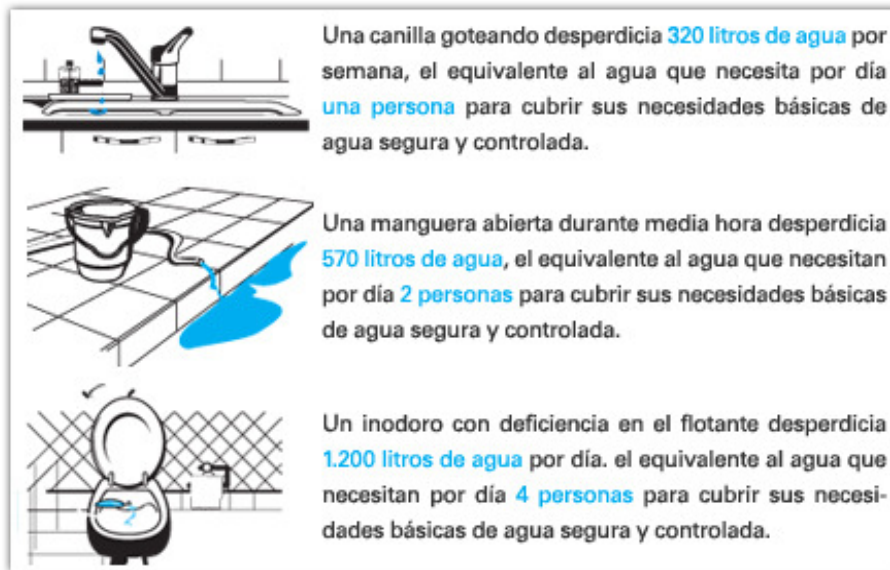 Una canilla goteando desperdicia 320 litros de agua por
semana, el equivalente al agua que necesita por día
una persona para cubrir sus necesidades básicas de
agua segura y controlada.
Una manguera abierta durante media hora desperdicia
570 litros de agua, el equivalente al agua que necesitan
por día 2 personas para cubrir sus necesidades básicas
de agua segura y controlada.
Un inodoro con deficiencia en el flotante desperdicia
1.200 litros de agua por día. el equivalente al agua que
necesitan por día 4 personas para cubrir sus necesi-
dades básicas de agua segura y controlada.